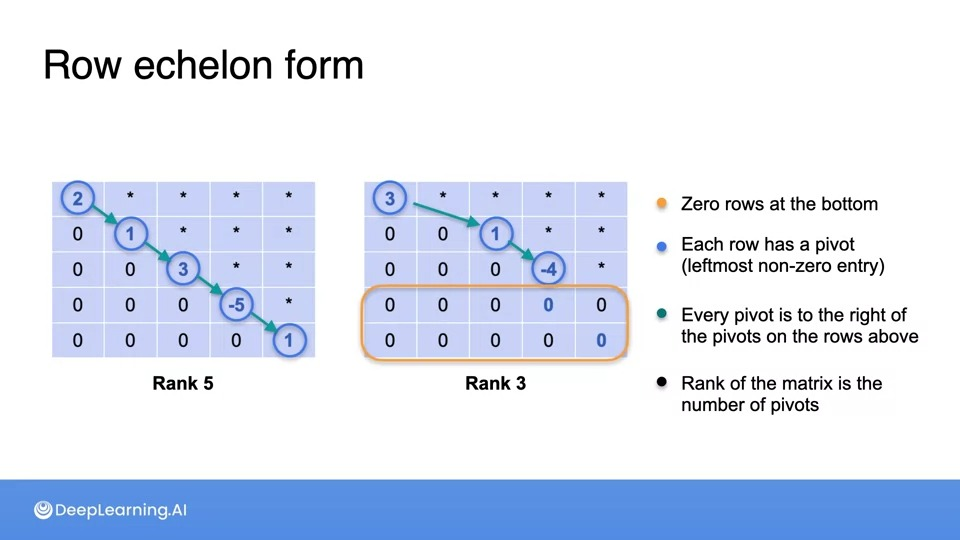 Row echelon form
2 * * * *
0 1 * * *
0 0 3 * *
0 0 0 -5 *
0 0 0 0 1
Rank 5
3 * * * *
0 0 1 * *
0 0 0 -4 *
0 0 0 0 0
0 0 0 0 0
Rank 3
Zero rows at the bottom
Each row has a pivot
(leftmost non-zero entry)
Every pivot is to the right of
the pivots on the rows above
Rank of the matrix is the
number of pivots
DeepLearning.AI